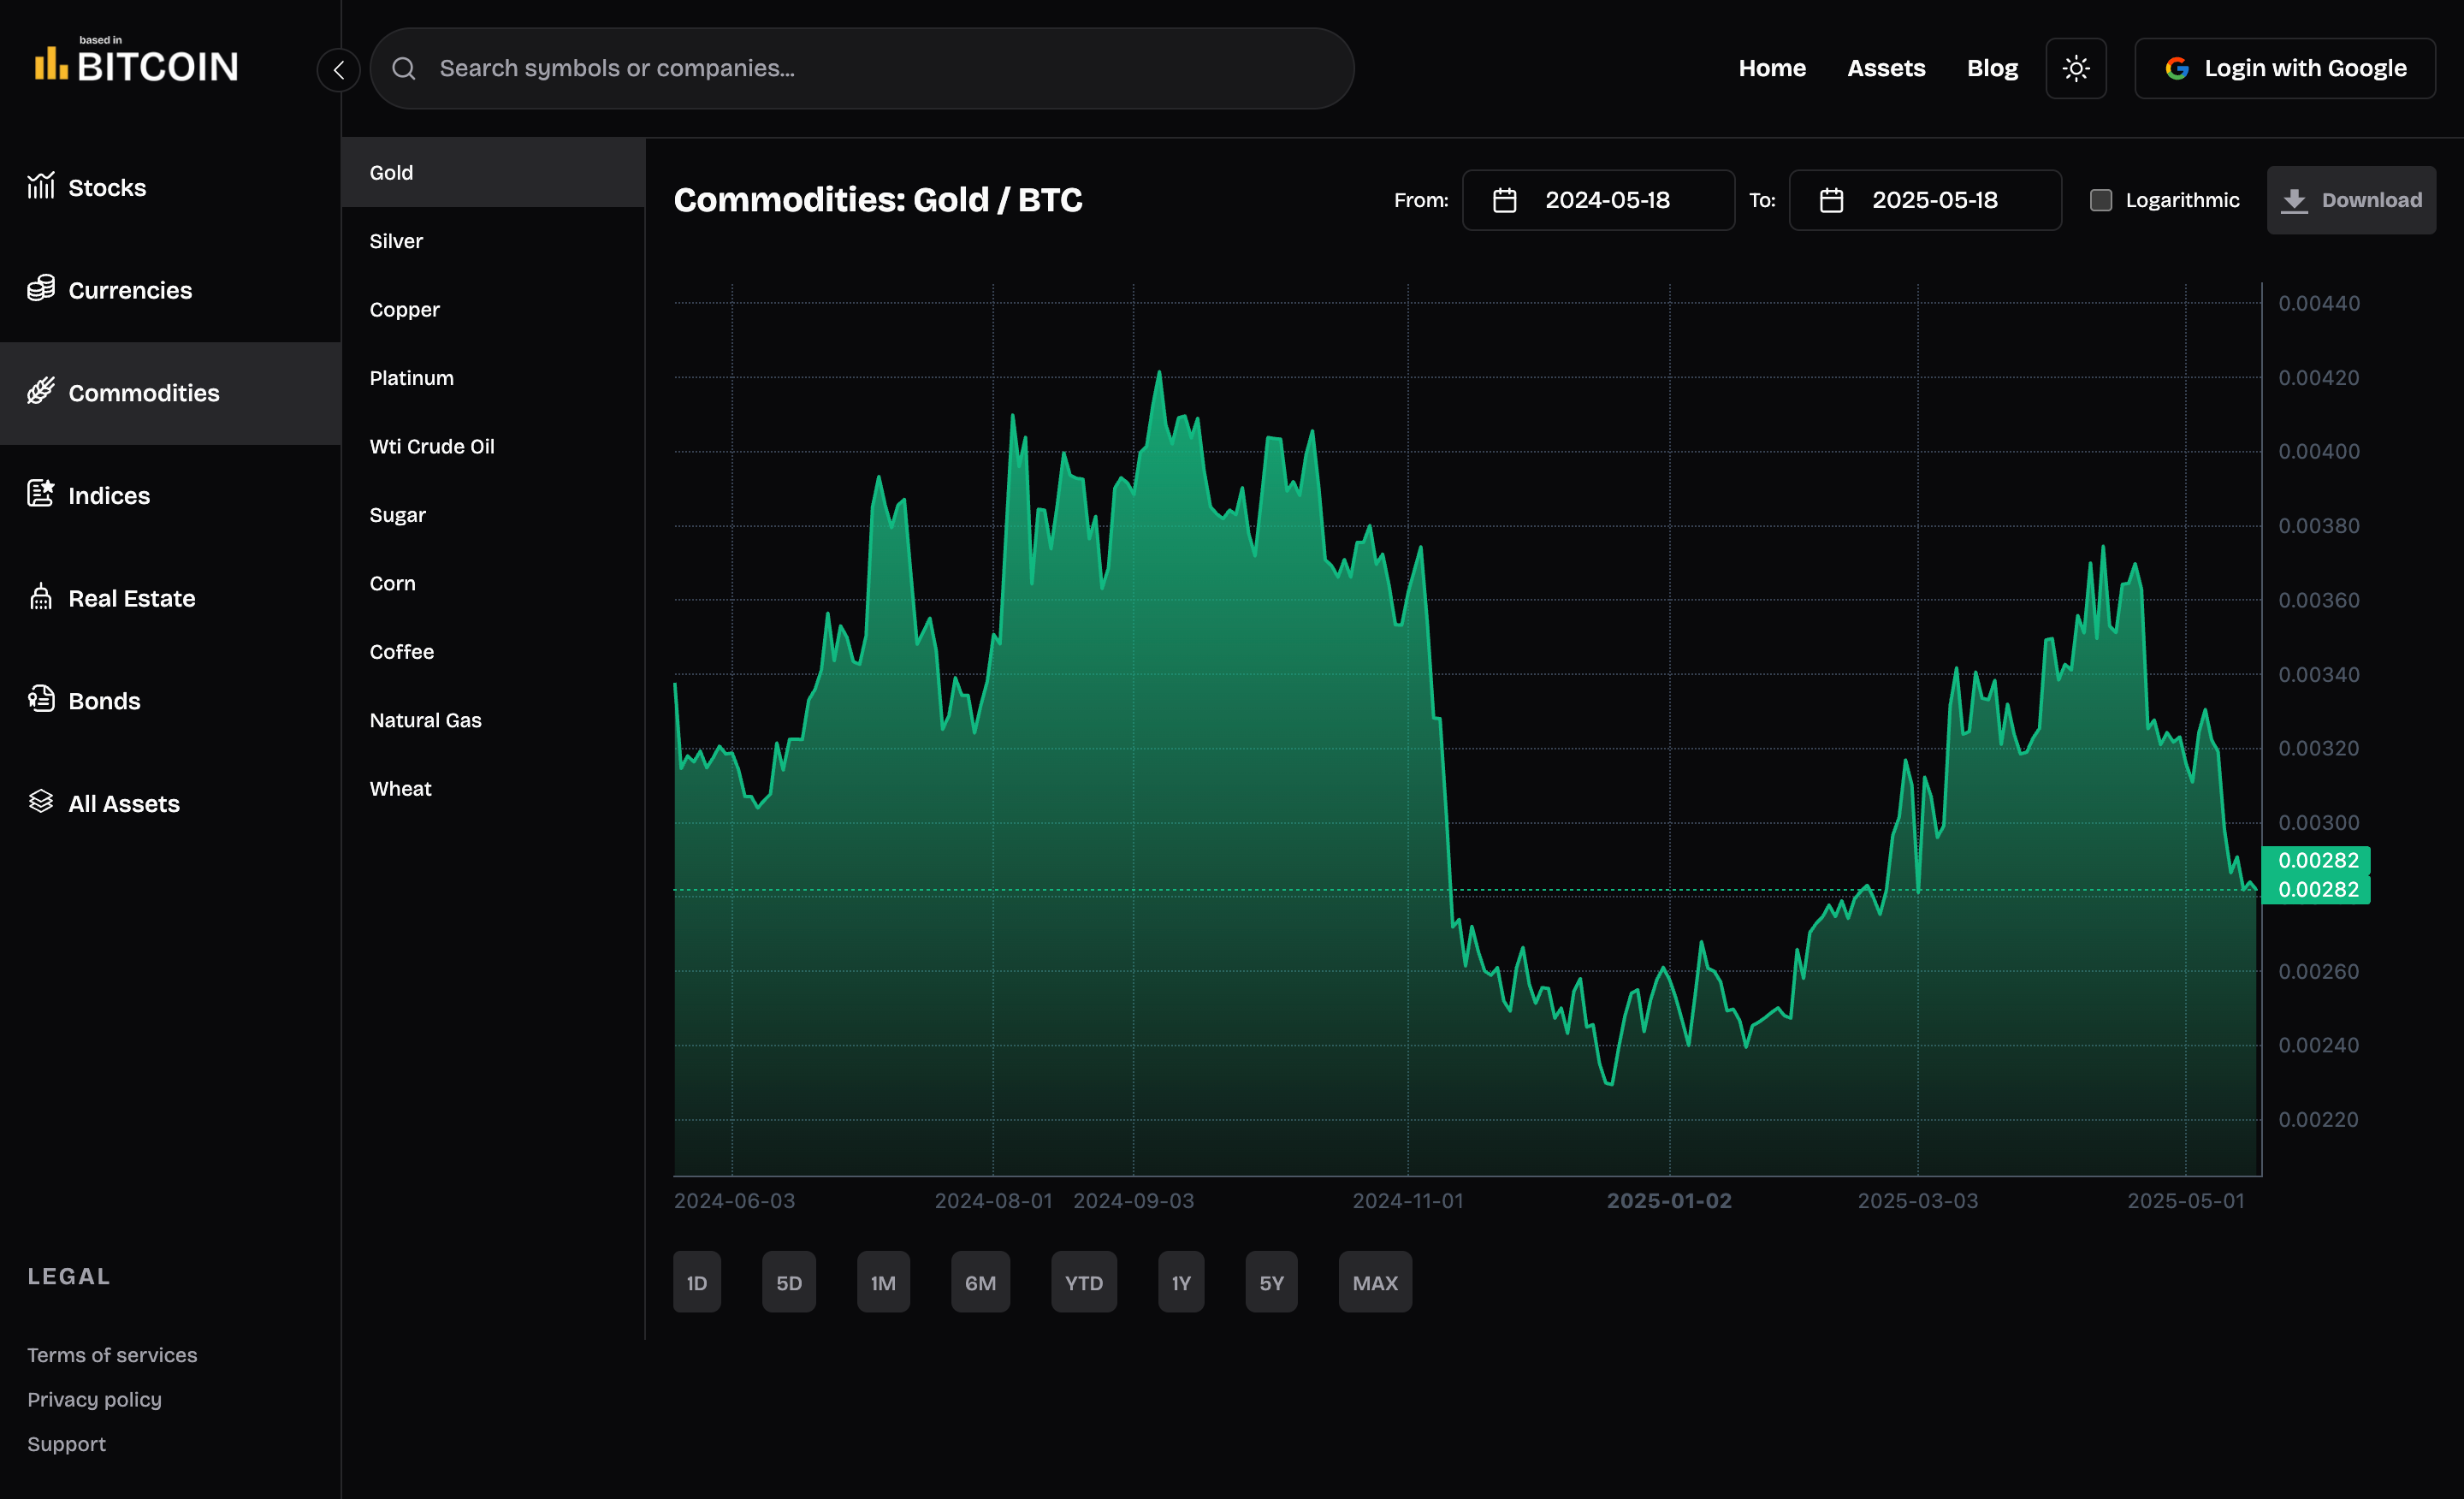 based in
BITCOIN
Search symbols or companies...
Home
Assets
Blog
Login with Google
Stocks
Currencies
Commodities
Indices
Real Estate
Bonds
All Assets
LEGAL
Terms of services
Privacy policy
Support
Gold
Silver
Copper
Platinum
Wti Crude Oil
Sugar
Corn
Coffee
Natural Gas
Wheat
Commodities: Gold / BTC
From:
2024-05-18
To:
2025-05-18
Logarithmic
Download
0.00440
0.00420
0.00400
0.00380
0.00360
0.00340
0.00320
0.00300
0.00282
0.00282
0.00260
0.00240
0.00220
2024-06-03
2024-08-01
2024-09-03
2024-11-01
2025-01-02
2025-03-03
2025-05-01
1D
5D
1M
6M
YTD
1Y
5Y
MAX